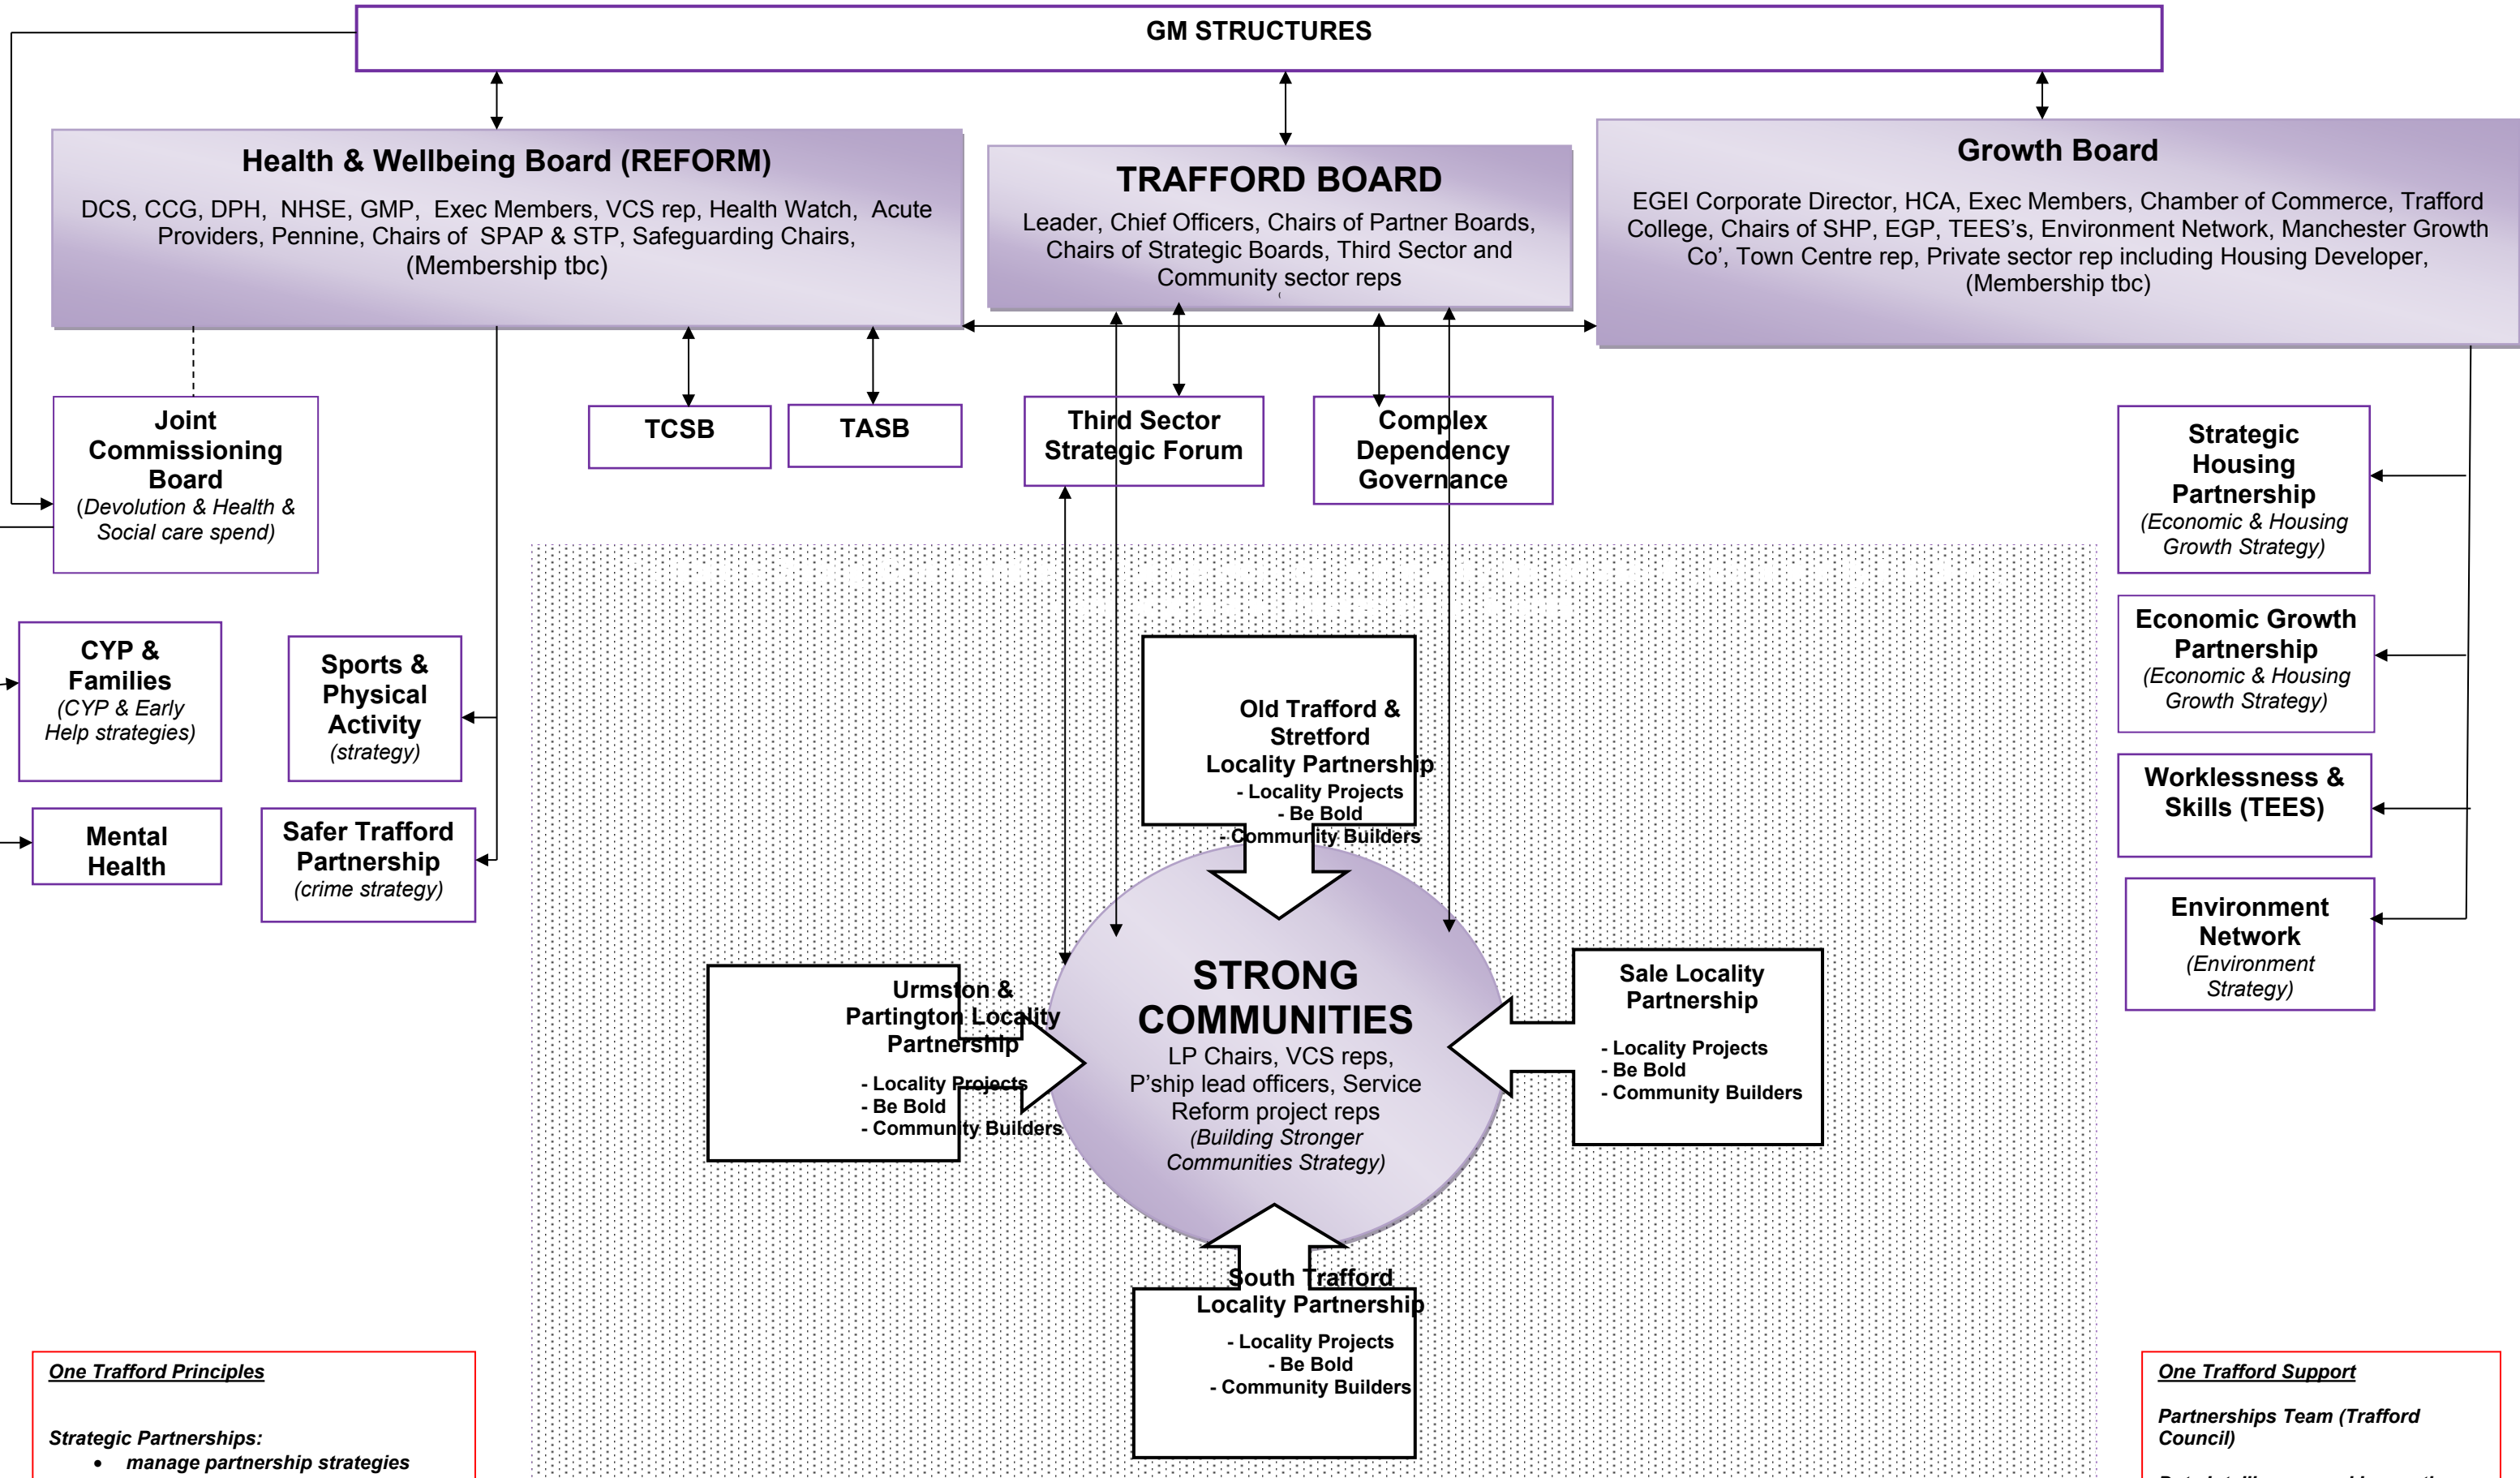 GM STRUCTURES
Health & Wellbeing Board (REFORM)
DCS, CCG, DPH, NHSE, GMP, Exec Members, VCS rep, Health Watch, Acute
Providers, Pennine, Chairs of SPAP & STP, Safeguarding Chairs,
(Membership tbc)
TRAFFORD BOARD
Leader, Chief Officers, Chairs of Partner Boards,
Chairs of Strategic Boards, Third Sector and
Community sector reps
(
Growth Board
EGEI Corporate Director, HCA, Exec Members, Chamber of Commerce, Trafford
College, Chairs of SHP, EGP, TEES's, Environment Network, Manchester Growth
Co', Town Centre rep, Private sector rep including Housing Developer,
(Membership tbc)
Joint
Commissioning
Board
(Devolution & Health &
Social care spend)
TCSB
TASB
Third Sector
Strategic Forum
Complex
Dependency
Governance
Strategic
Housing
Partnership
(Economic & Housing
Growth Strategy)
CYP &
Families
(CYP & Early
Help strategies)
Sports &
Physical
Activity
(strategy)
Economic Growth
Partnership
(Economic & Housing
Growth Strategy)
Mental
Health
Safer Trafford
Partnership
(crime strategy)
Worklessness &
Skills (TEES)
Environment
Network
(Environment
Strategy)
Old Trafford &
Stretford
Locality Partnership
- Locality Projects
- Be Bold
- Community Builders
Urmston &
Partington Locality
Partnership
- Locality Projects
- Be Bold
- Community Builders
STRONG
COMMUNITIES
LP Chairs, VCS reps,
P'ship lead officers, Service
Reform project reps
(Building Stronger
Communities Strategy)
Sale Locality
Partnership
- Locality Projects
- Be Bold
- Community Builders
South Trafford
Locality Partnership
- Locality Projects
- Be Bold
- Community Builders
One Trafford Principles
Strategic Partnerships:
• manage partnership strategies
One Trafford Support
Partnerships Team (Trafford
Council)